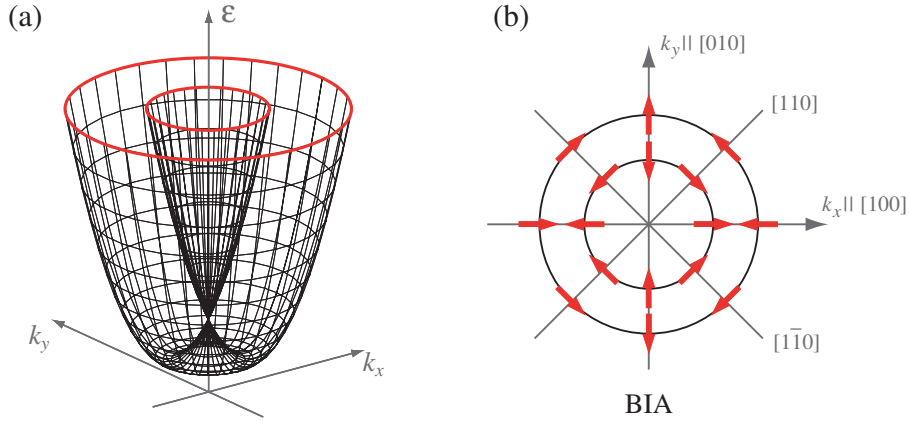 (a)
ε
k_y
k_x
(b)
k_y|| [010]
[110]
k_x|| [100]
[11̅0]
BIA